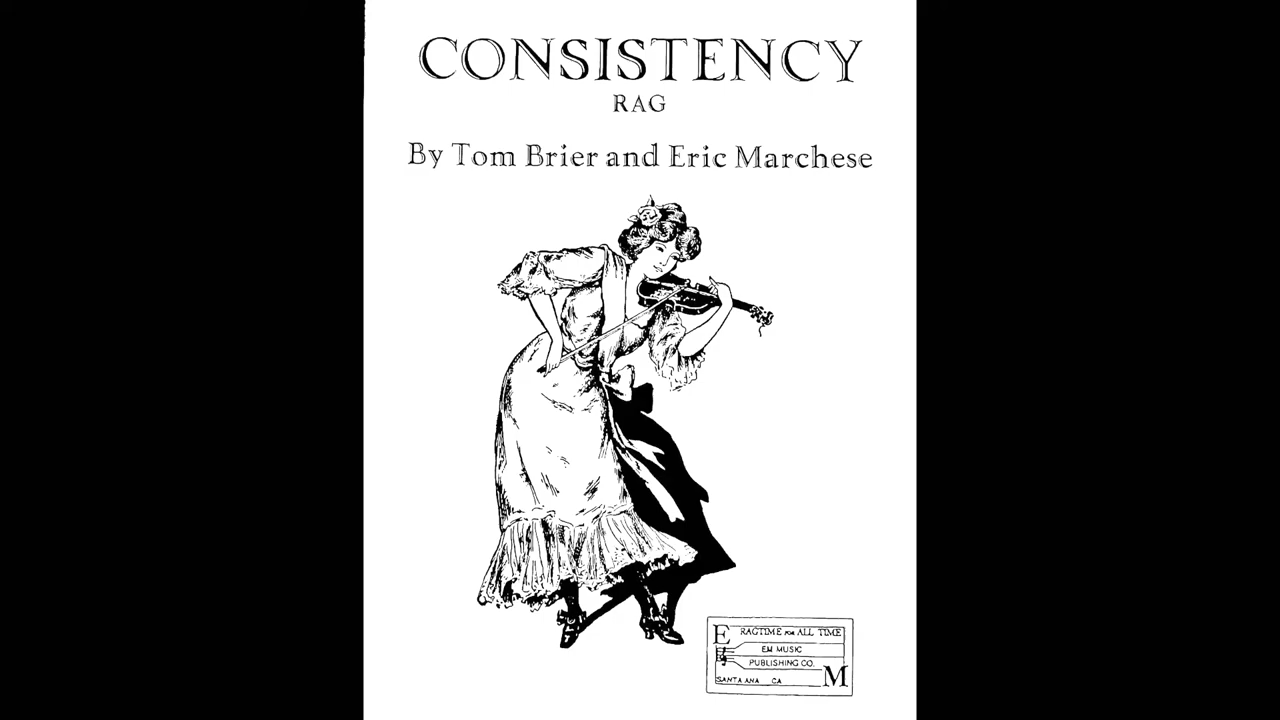 CONSISTENCY
RAG
By Tom Brier and Eric Marchese
E RAGTIME FOR ALL TIME
EM MUSIC
PUBLISHING CO.
SANTA ANA CA M